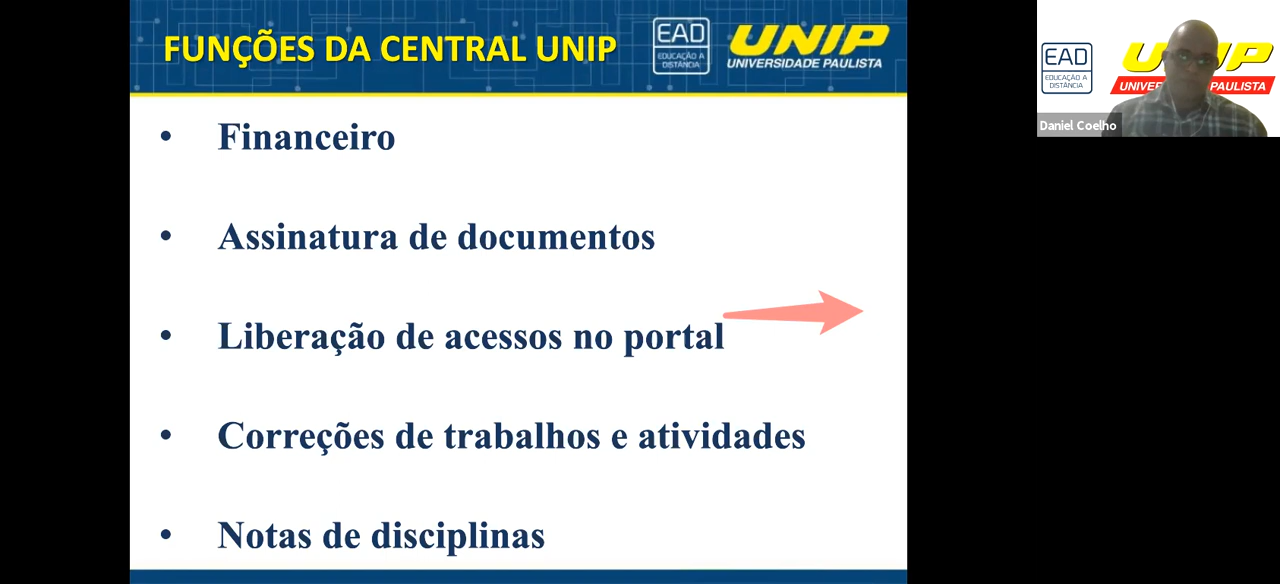 FUNÇÕES DA CENTRAL UNIP
EAD
EDUCAÇÃO A
DISTÂNCIA
UNIP
UNIVERSIDADE PAULISTA
• Financeiro
• Assinatura de documentos
• Liberação de acessos no portal
• Correções de trabalhos e atividades
• Notas de disciplinas
EAD
EDUCAÇÃO A
DISTÂNCIA
Daniel Coelho